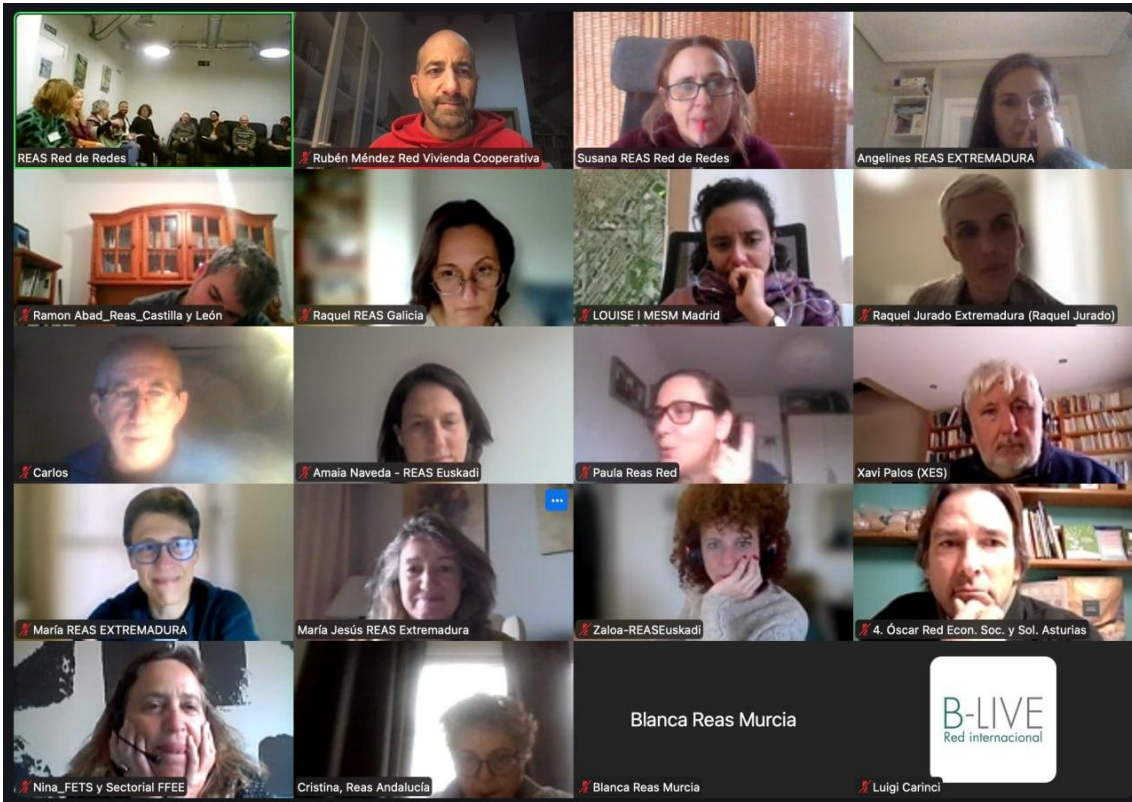 REAS Red de Redes
Rubén Méndez Red Vivienda Cooperativa
Susana REAS Red de Redes
Angelines REAS EXTREMADURA
Ramon Abad_Reas_Castilla y León
Raquel REAS Galicia
LOUISE I MESM Madrid
Raquel Jurado Extremadura (Raquel Jurado)
Carlos
Amaia Naveda - REAS Euskadi
Paula Reas Red
Xavi Palos (XES)
María REAS EXTREMADURA
María Jesús REAS Extremadura
Zaloa-REASEuskadi
4. Óscar Red Econ. Soc. y Sol. Asturias
Nina_FETS y Sectorial FFEE
Cristina, Reas Andalucía
Blanca Reas Murcia
Blanca Reas Murcia
B-LIVE
Red internacional
Luigi Carinci